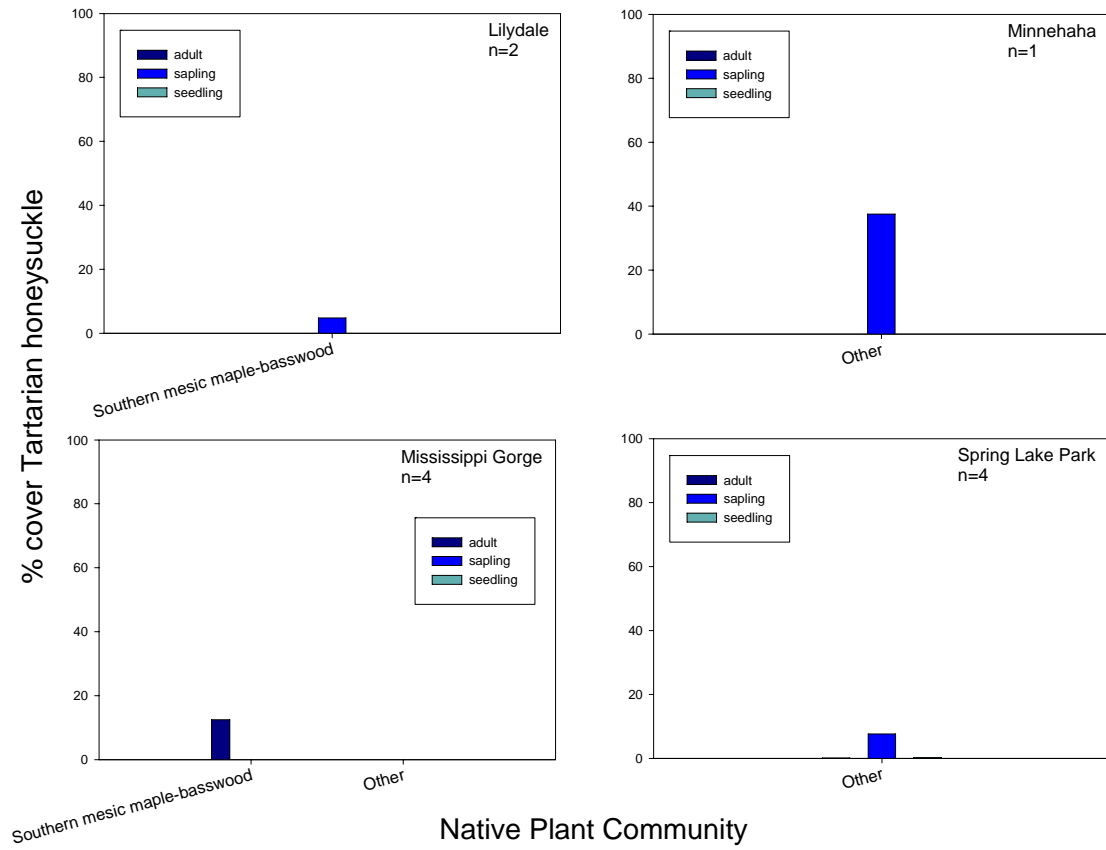 % cover Tartarian honeysuckle
Lilydale
n=2
adult
sapling
seedling
100
80
60
40
20
0
Southern mesic maple-basswood
Minnehaha
n=1
adult
sapling
seedling
100
80
60
40
20
0
Other
Mississippi Gorge
n=4
adult
sapling
seedling
100
80
60
40
20
0
Southern mesic maple-basswood
Other
Spring Lake Park
n=4
adult
sapling
seedling
100
80
60
40
20
0
Other
Native Plant Community